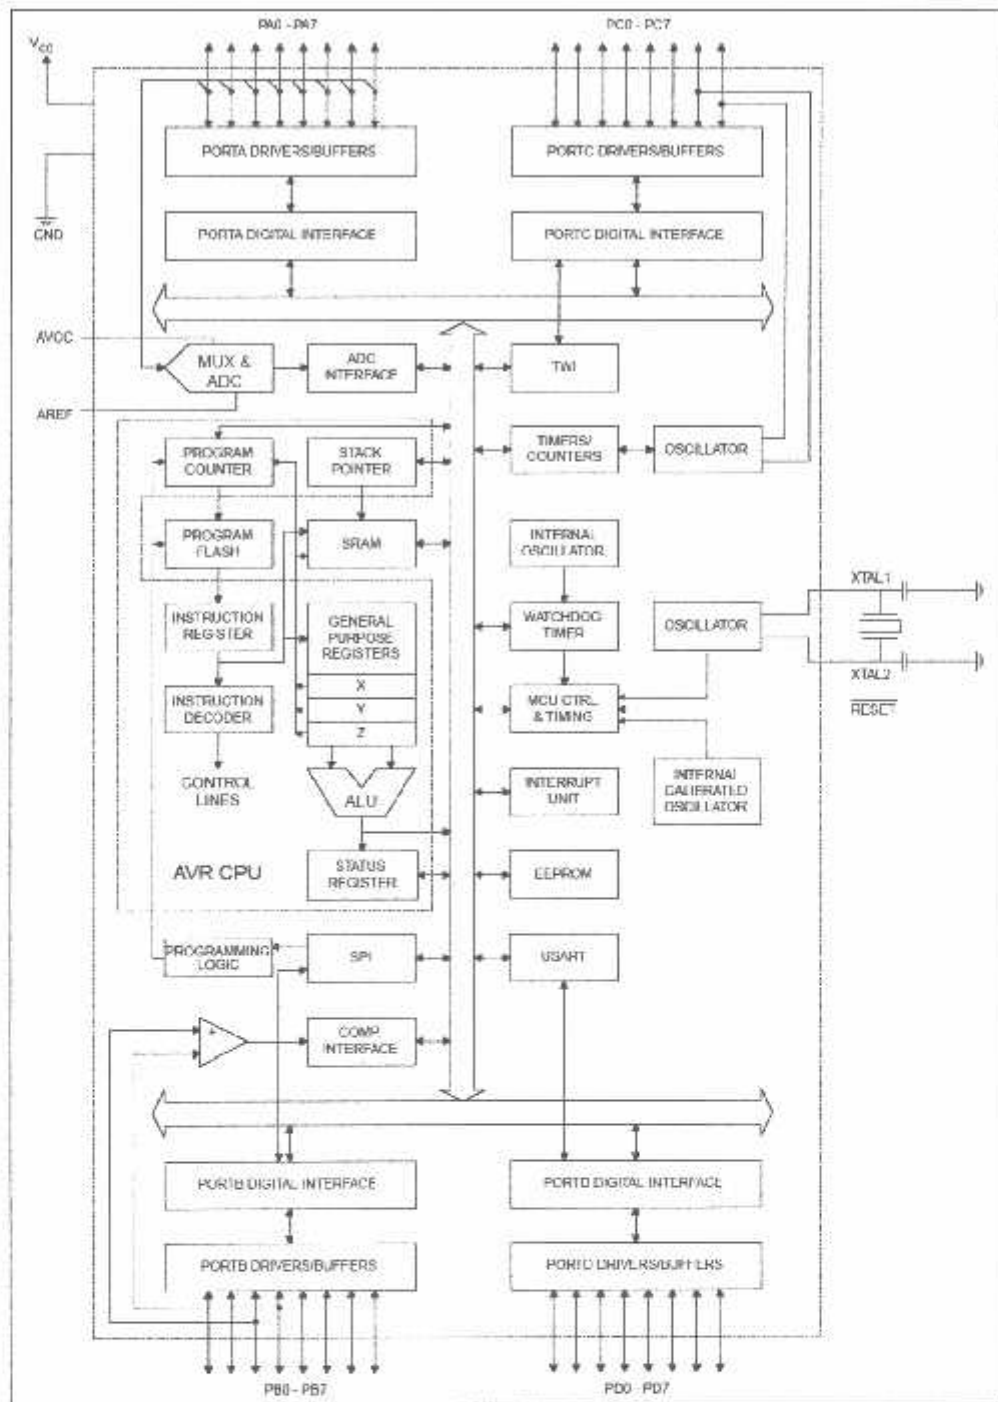 PA0 - PA7
PC0 - PC7
VCC
GND
PORTA DRIVERS/BUFFERS
PORTC DRIVERS/BUFFERS
PORTA DIGITAL INTERFACE
PORTC DIGITAL INTERFACE
AVCC
MUX &
ADC
ADC
INTERFACE
TWI
AREF
PROGRAM
COUNTER
STACK
POINTER
TIMERS/
COUNTERS
OSCILLATOR
PROGRAM
FLASH
SRAM
INTERNAL
OSCILLATOR
XTAL1
INSTRUCTION
REGISTER
GENERAL
PURPOSE
REGISTERS
WATCHDOG
TIMER
OSCILLATOR
X
XTAL2
INSTRUCTION
DECODER
Y
MCU CTRL.
& TIMING
RESET
Z
CONTROL
LINES
ALU
INTERRUPT
UNIT
INTERNAL
CALIBRATED
OSCILLATOR
AVR CPU
STATUS
REGISTER
EEPROM
PROGRAMMING
LOGIC
SPI
USART
+
-
COMP.
INTERFACE
PORTB DIGITAL INTERFACE
PORTD DIGITAL INTERFACE
PORTB DRIVERS/BUFFERS
PORTD DRIVERS/BUFFERS
PB0 - PB7
PD0 - PD7